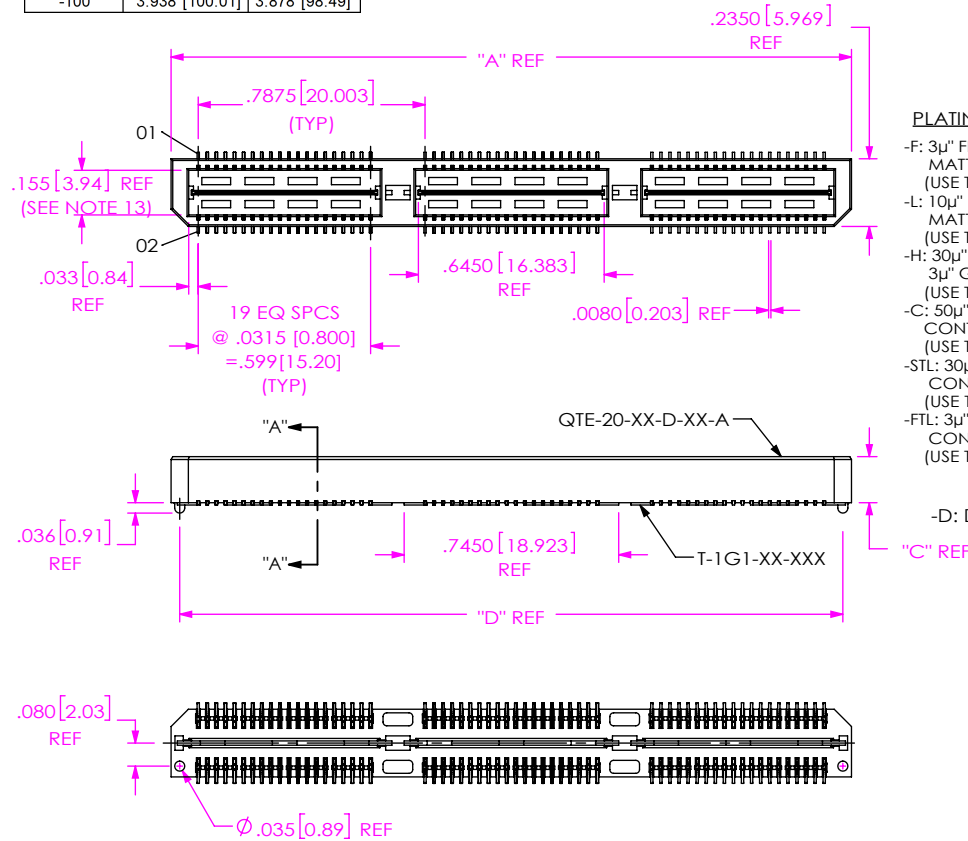 -100 3.938 [100.01] 3.878 [98.49]
.2350 [5.969]
REF
"A" REF
.7875 [20.003]
(TYP)
01
.155 [3.94] REF
(SEE NOTE 13)
02
.033 [0.84]
REF
.6450 [16.383]
REF
.0080 [0.203] REF
19 EQ SPCS
@ .0315 [0.800]
=.599 [15.20]
(TYP)
-F: 3µ"
MATT
(USE T
-L: 10µ"
MATT
(USE T
-H: 30µ"
3µ" G
(USE T
-C: 50µ"
CONT
(USE T
-STL: 30µ
CON
(USE T
-FTL: 3µ"
CON
(USE T
-D: D
"A"
QTE-20-XX-D-XX-A
.036 [0.91]
REF
"A"
.7450 [18.923]
REF
T-1G1-XX-XXX
"C" REF
"D" REF
.080 [2.03]
REF
Ø .035 [0.89] REF